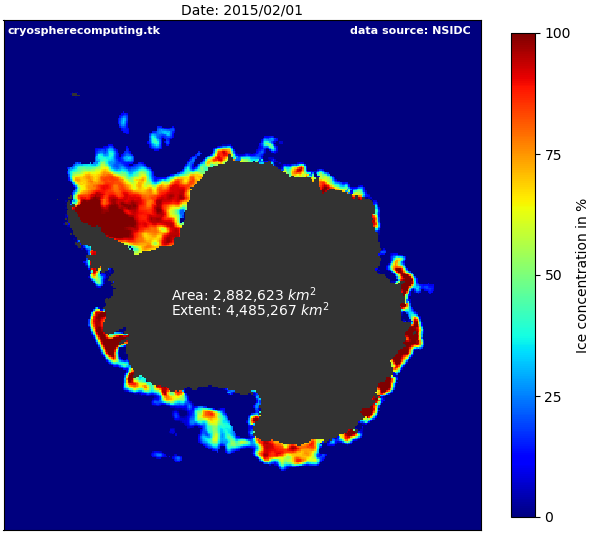 Date: 2015/02/01
cryospherecomputing.tk
data source: NSIDC
Area: 2,882,623 km²
Extent: 4,485,267 km²
100
75
50
25
0
Ice concentration in %